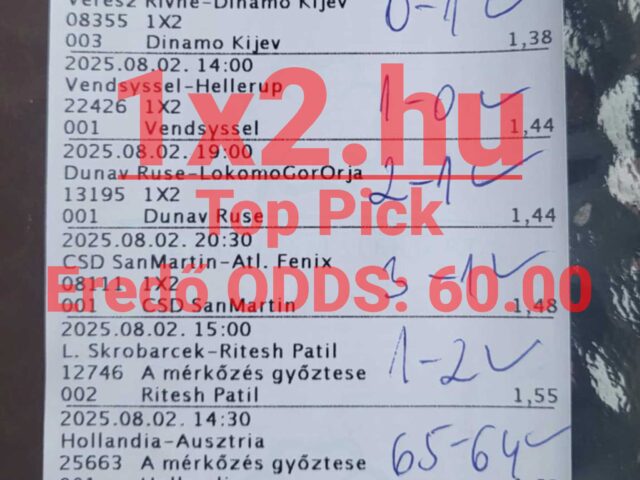 Veresz Rivne-Dinamo Kijev
0-1
08355 1X2
003 Dinamo Kijev 1,38
2025.08.02. 14:00
Vendsyssel-Hellerup
1-0
22426 1X2
001 Vendsyssel 1,44
1x2.hu
2025.08.02. 19:00
Dunav Ruse-LokomoGorOrja
2-1
13195 1X2
001 Dunav Ruse 1,44
Top Pick
2025.08.02. 20:30
CSD SanMartin-Atl. Fenix
3-1
Eredő ODDS: 60.00
08111 1X2
001 CSD SanMartin 1,48
2025.08.02. 15:00
L. Skrobarcek-Ritesh Patil
1-2
12746 A mérkőzés győztese
002 Ritesh Patil 1,55
2025.08.02. 14:30
Hollandia-Ausztria
65-64
25663 A mérkőzés győztese